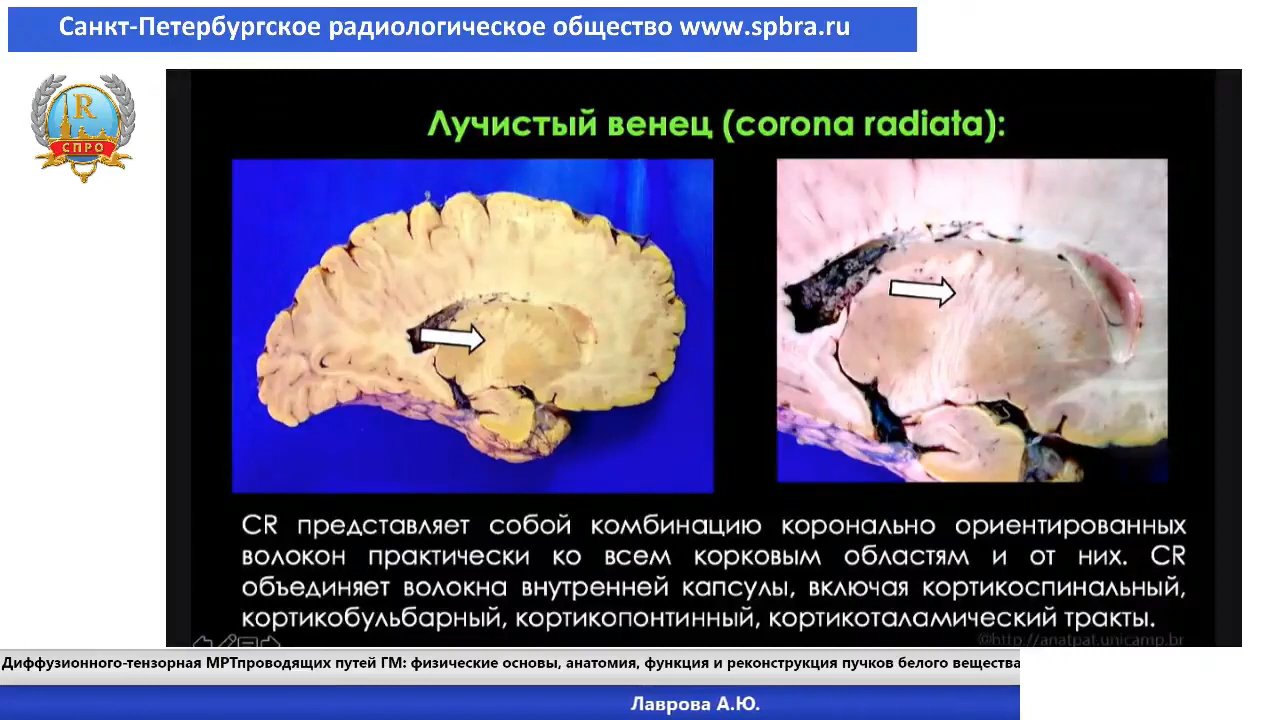 Санкт-Петербургское радиологическое общество www.spbra.ru
R
СПРО
Лучистый венец (corona radiata):
CR представляет собой комбинацию коронально ориентированных
волокон практически ко всем корковым областям и от них. CR
объединяет волокна внутренней капсулы, включая кортикоспинальный,
кортикобульбарный, кортикопонтинный, кортикоталамический тракты.
@http://anatpat.unicamp.br
Диффузионного-тензорная МРТпроводящих путей ГМ: физические основы, анатомия, функция и реконструкция пучков белого вещества
Лаврова А.Ю.